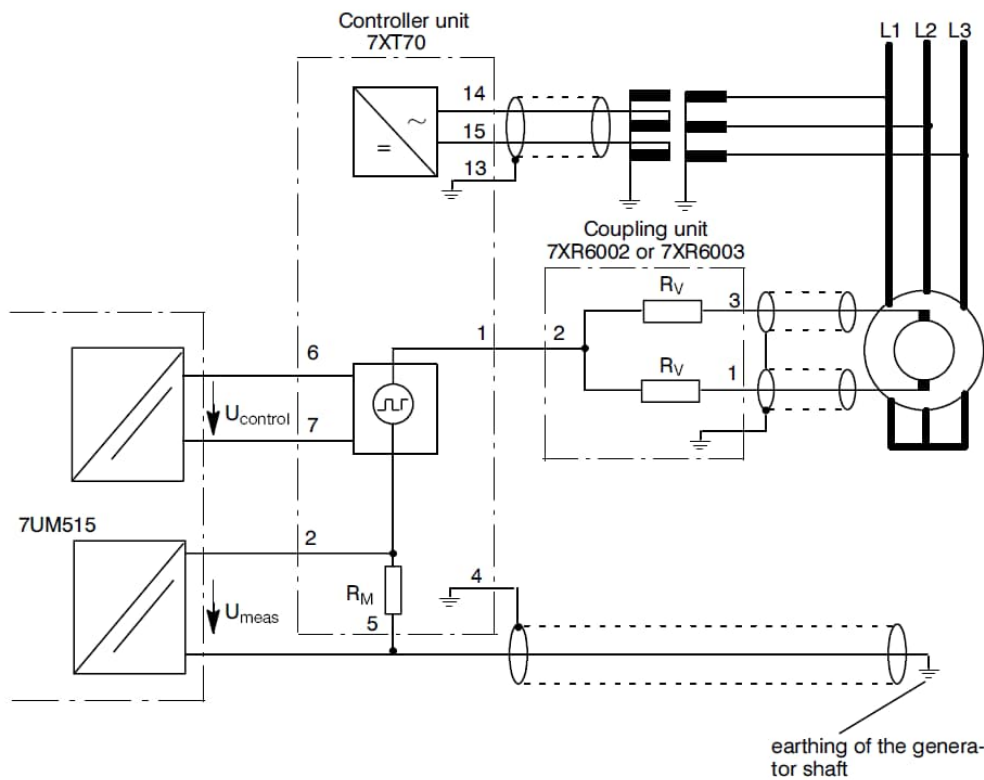 Controller unit
7XT70
L1 L2 L3
14
~
15
=
13
Coupling unit
7XR6002 or 7XR6003
RV
3
1
2
6
RV
1
Ucontrol
7
7UM515
2
4
RM
Umeas
5
earthing of the genera-
tor shaft